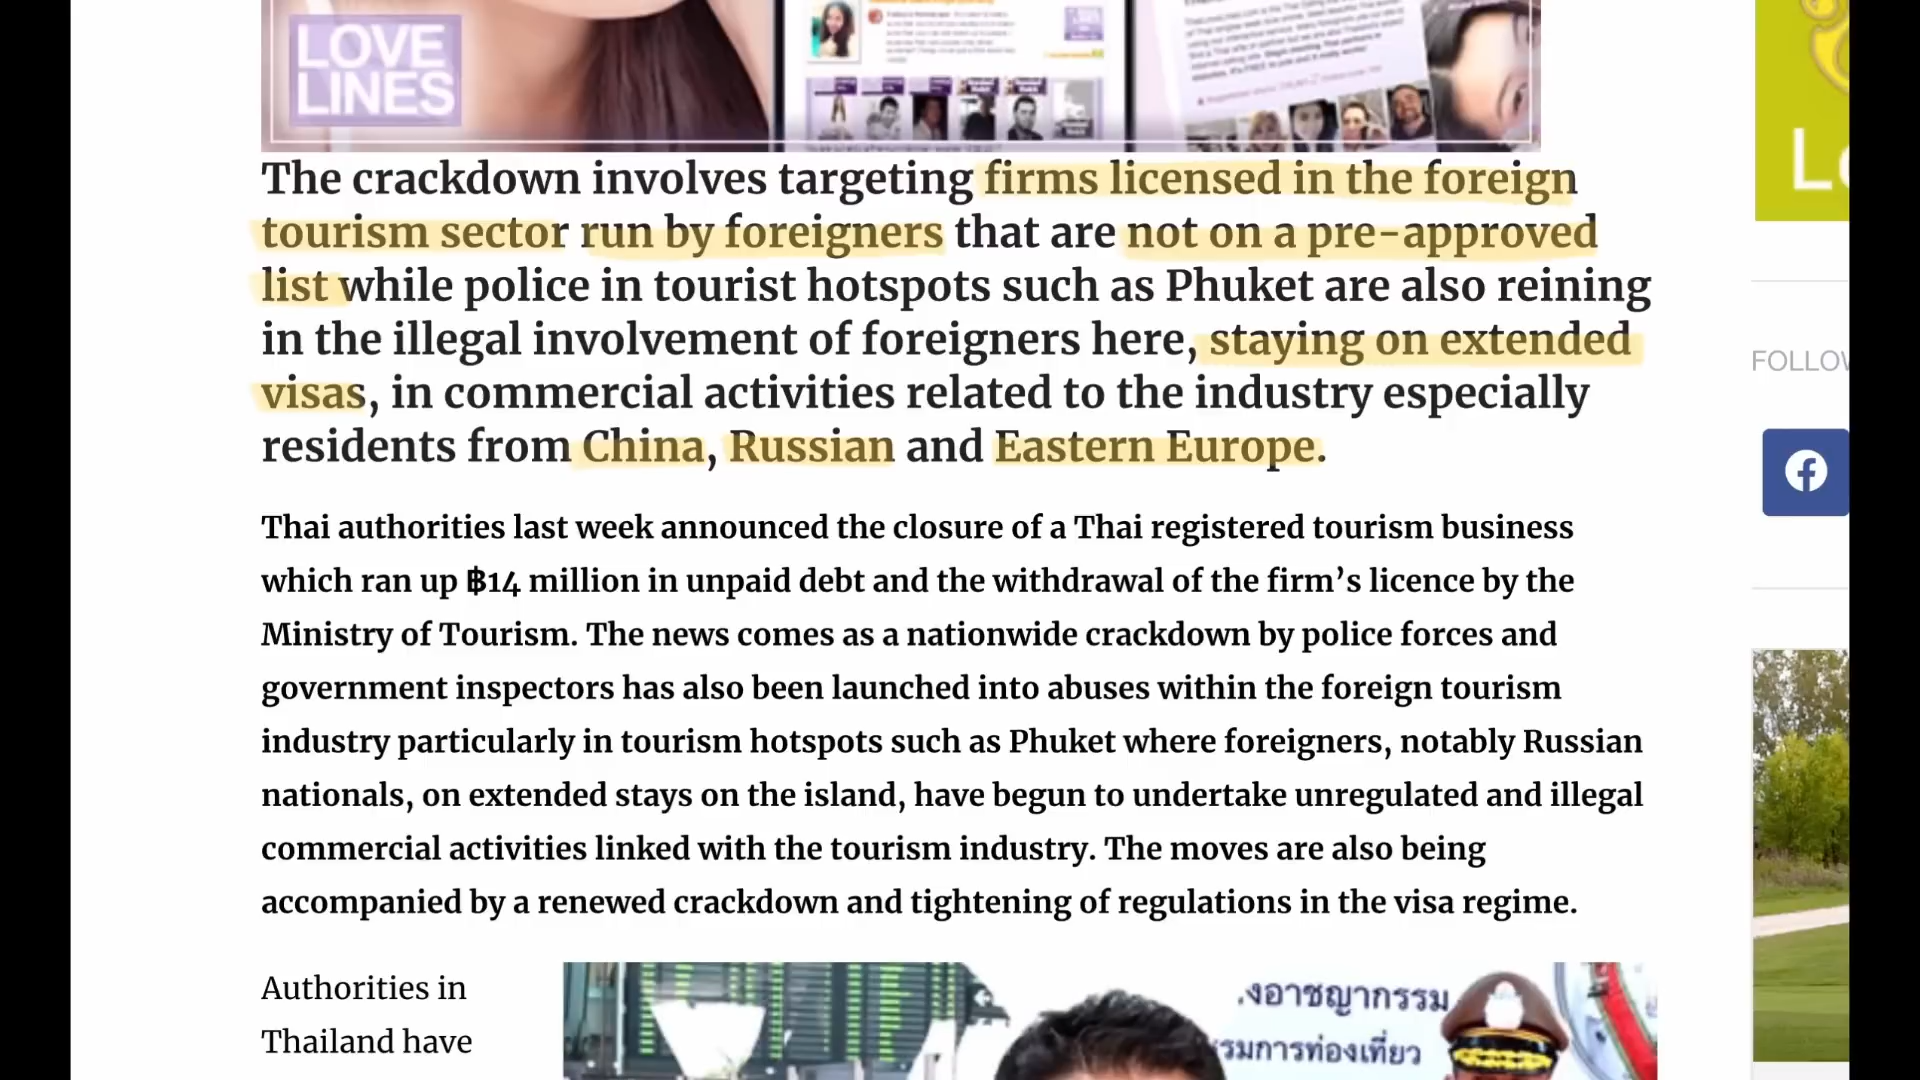 LOVE
LINES
The crackdown involves targeting firms licensed in the foreign
tourism sector run by foreigners that are not on a pre-approved
list while police in tourist hotspots such as Phuket are also reining
in the illegal involvement of foreigners here, staying on extended
visas, in commercial activities related to the industry especially
residents from China, Russian and Eastern Europe.
Thai authorities last week announced the closure of a Thai registered tourism business
which ran up ฿14 million in unpaid debt and the withdrawal of the firm’s licence by the
Ministry of Tourism. The news comes as a nationwide crackdown by police forces and
government inspectors has also been launched into abuses within the foreign tourism
industry particularly in tourism hotspots such as Phuket where foreigners, notably Russian
nationals, on extended stays on the island, have begun to undertake unregulated and illegal
commercial activities linked with the tourism industry. The moves are also being
accompanied by a renewed crackdown and tightening of regulations in the visa regime.
Authorities in
Thailand have
งอาชญากรรม
รมการท่องเที่ยว
FOLLOW